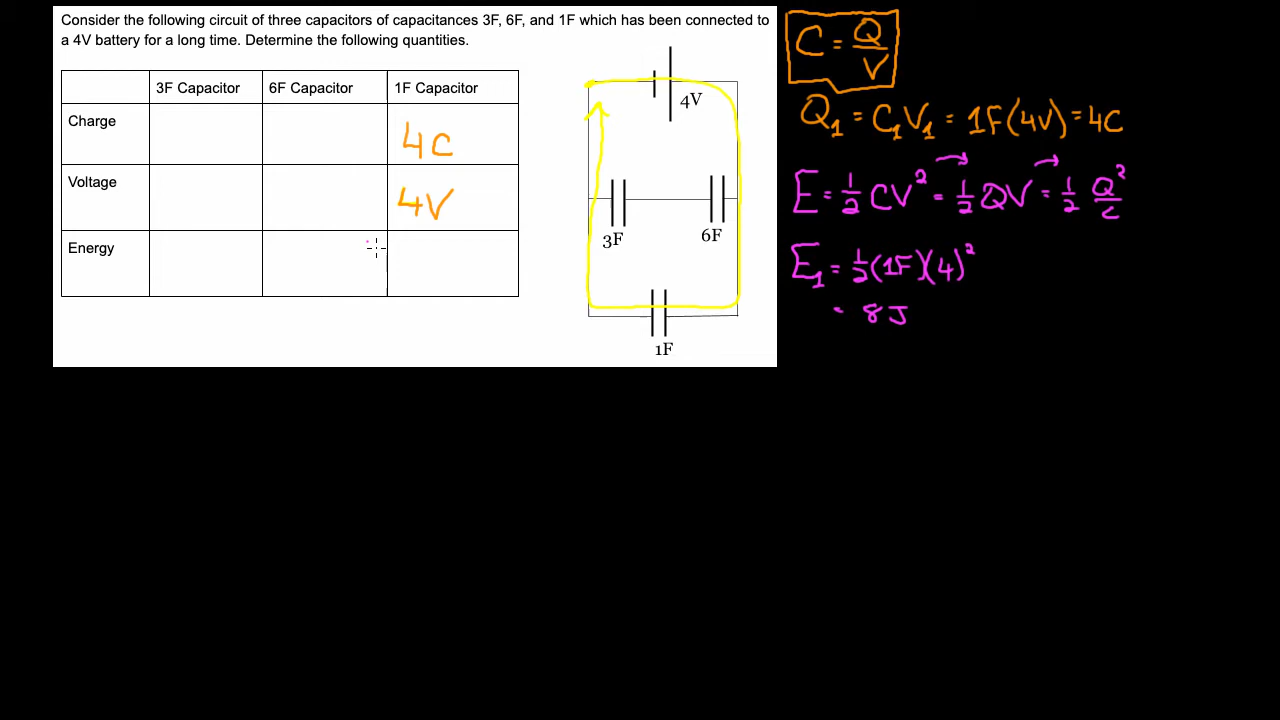 Consider the following circuit of three capacitors of capacitances 3F, 6F, and 1F which has been connected to
a 4V battery for a long time. Determine the following quantities.
3F Capacitor 6F Capacitor 1F Capacitor
Charge 4C
Voltage 4V
Energy
4V
3F 6F
1F
C = Q/V
Q₁ = C₁V₁ = 1F(4V) = 4C
E = ½ CV² = ½ QV = ½ Q²/C
E₁ = ½(1F)(4)²
= 8J